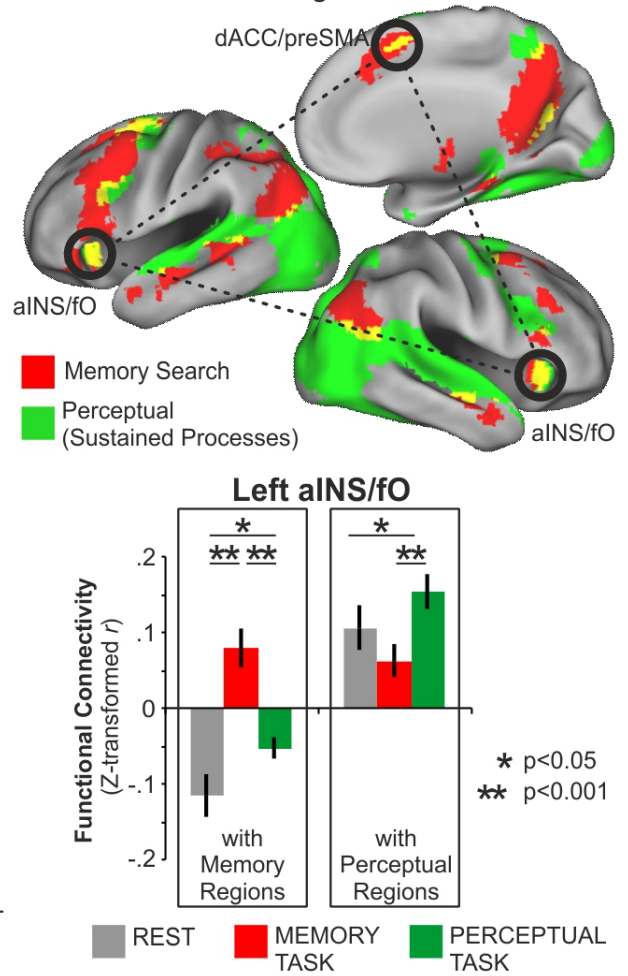 dACC/preSMA
aINS/fO
aINS/fO
Memory Search
Perceptual
(Sustained Processes)
Left aINS/fO
Functional Connectivity
(Z-transformed r)
.2
.1
0
-.1
-.2
*
** **
*
**
with
Memory
Regions
with
Perceptual
Regions
* p<0.05
** p<0.001
REST
MEMORY
TASK
PERCEPTUAL
TASK